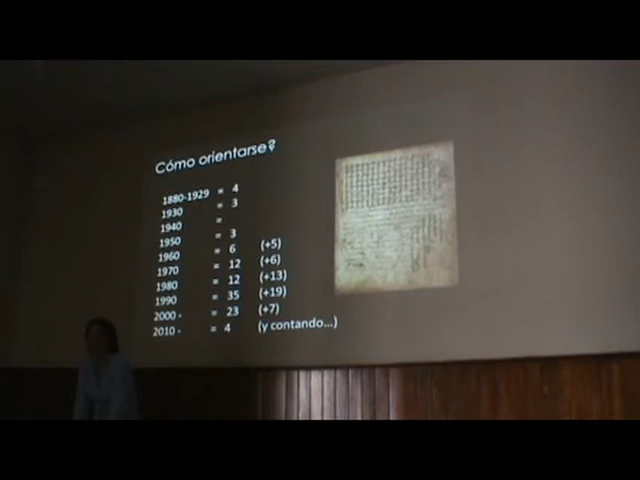 Cómo orientarse?
1880-1929 = 4
1930 = 3
1940 =
1950 = 3
1960 = 6 (+5)
1970 = 12 (+6)
1980 = 12 (+13)
1990 = 35 (+19)
2000 - = 23 (+7)
2010 - = 4 (y contando...)